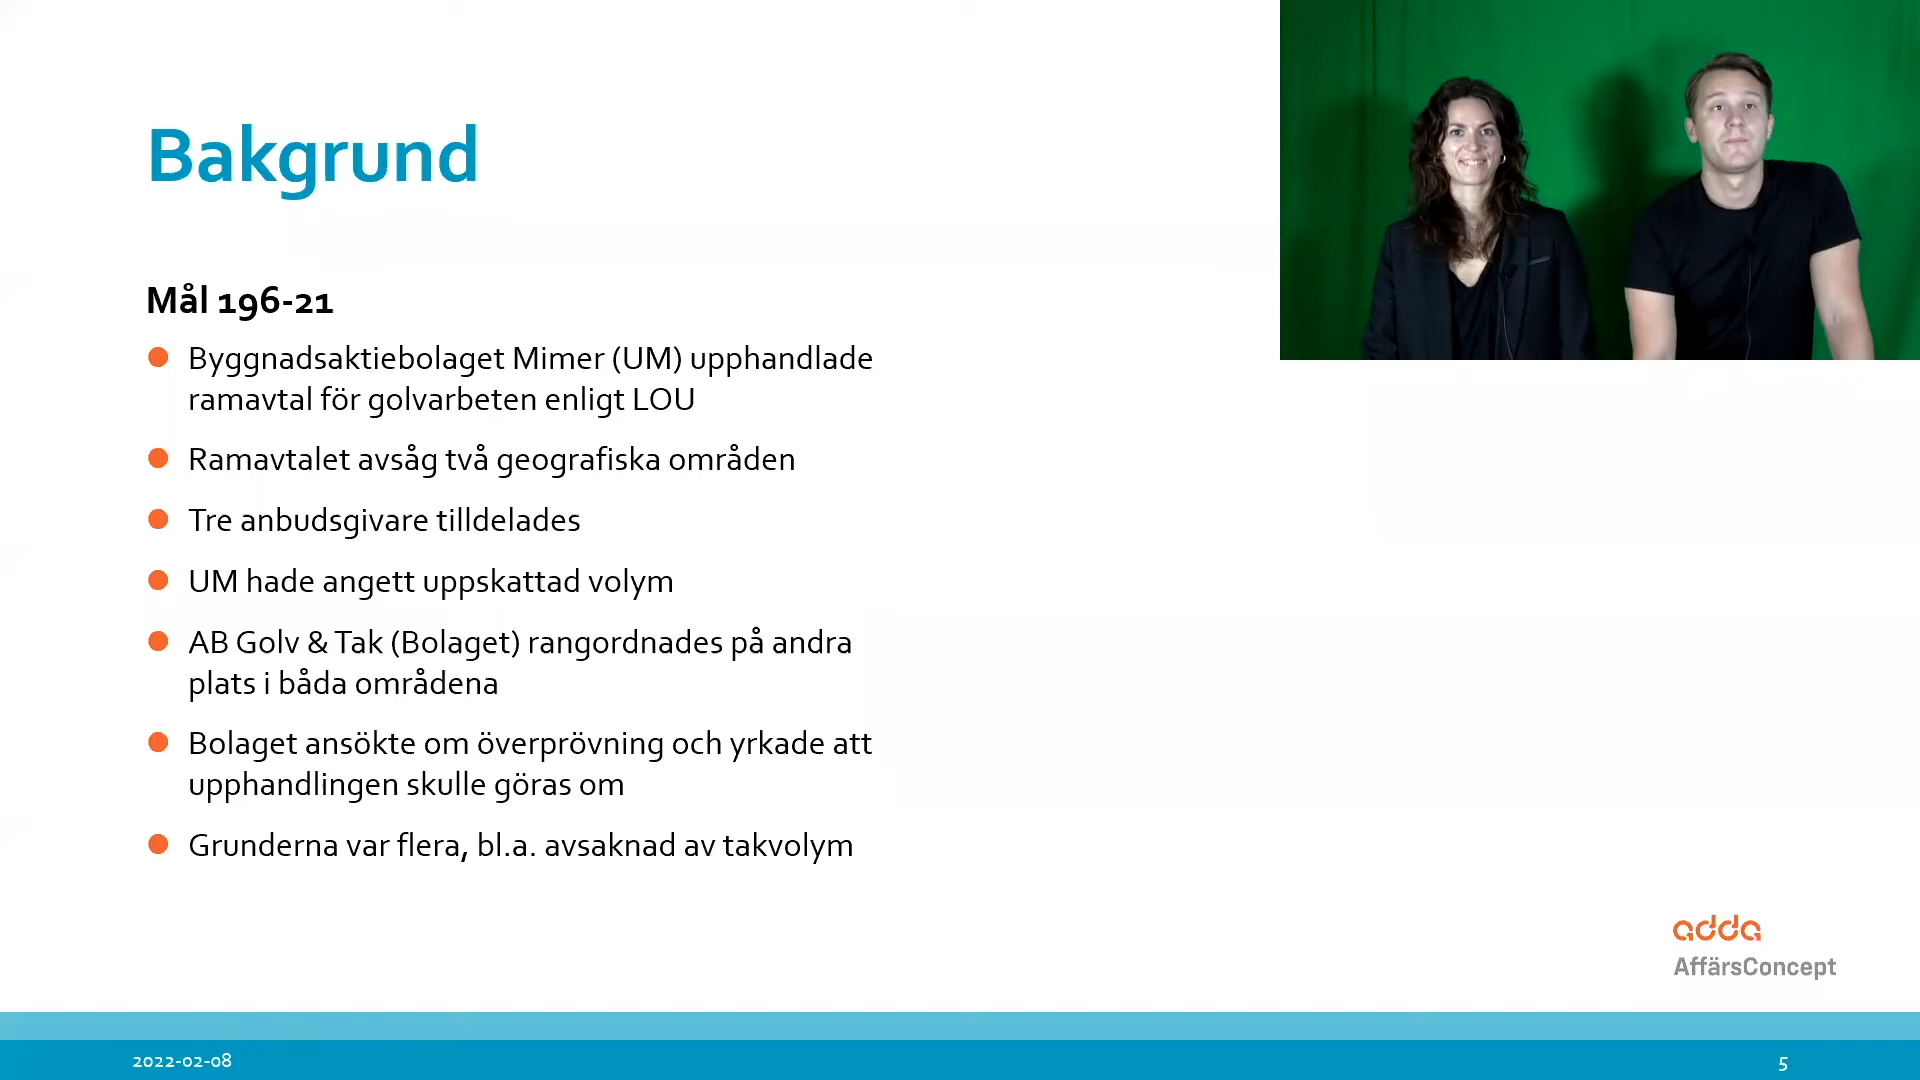 Bakgrund
Mål 196-21
Byggnadsaktiebolaget Mimer (UM) upphandlade
ramavtal för golvarbeten enligt LOU
Ramavtalet avsåg två geografiska områden
Tre anbudsgivare tilldelades
UM hade angett uppskattad volym
AB Golv & Tak (Bolaget) rangordnades på andra
plats i båda områdena
Bolaget ansökte om överprövning och yrkade att
upphandlingen skulle göras om
Grunderna var flera, bl.a. avsaknad av takvolym
adda
AffärsConcept
2022-02-08
5